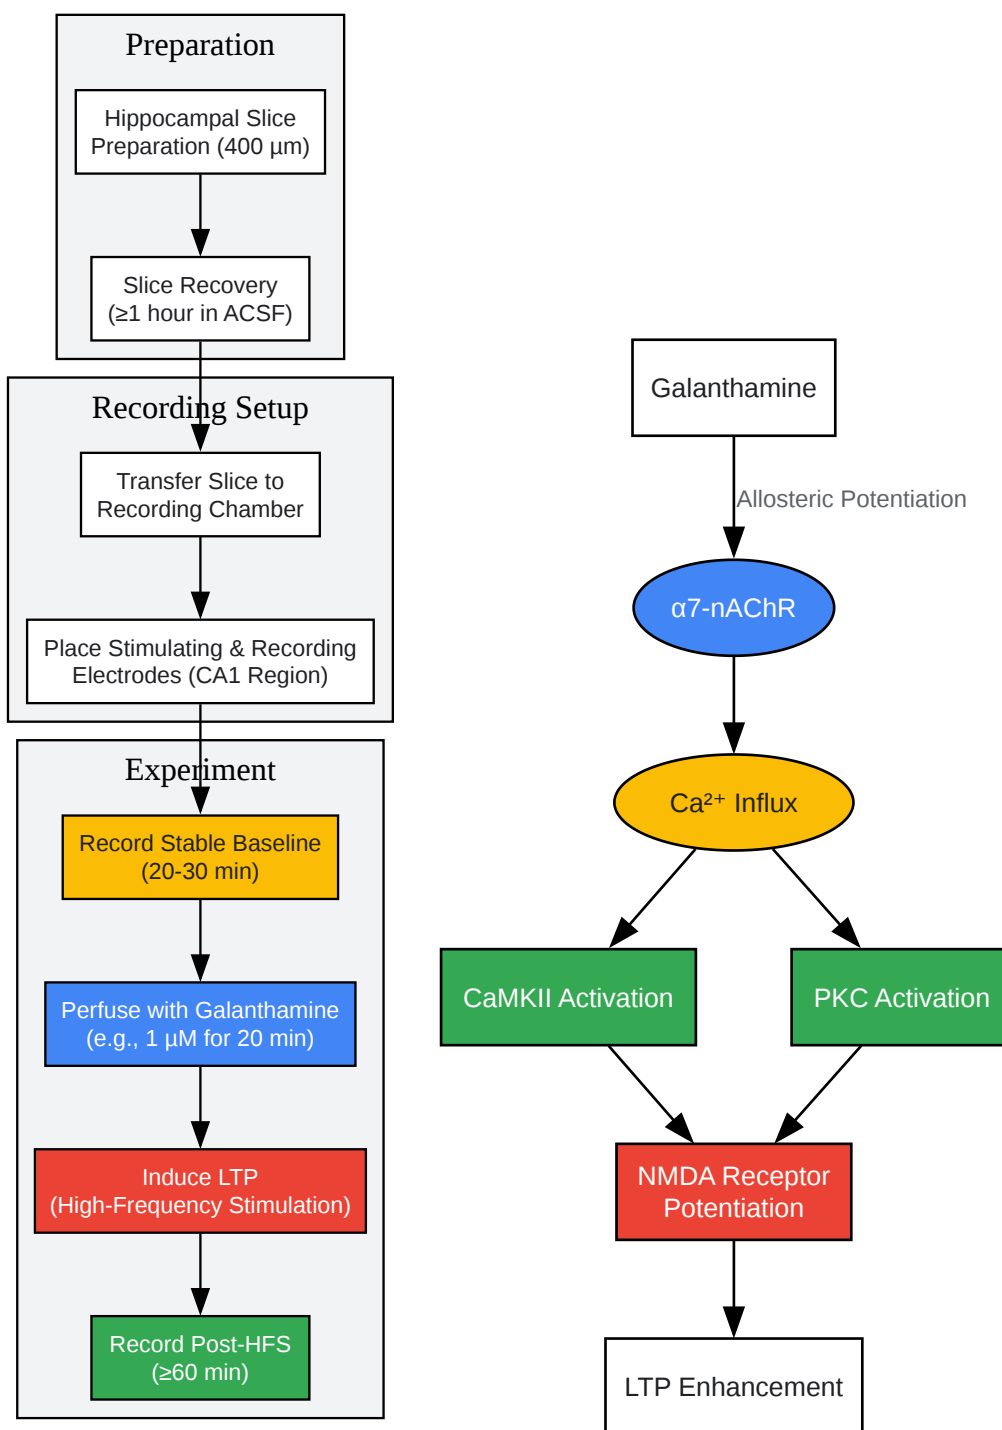 Preparation
Hippocampal Slice
Preparation (400 µm)
Slice Recovery
(≥1 hour in ACSF)
Recording Setup
Transfer Slice to
Recording Chamber
Place Stimulating & Recording
Electrodes (CA1 Region)
Experiment
Record Stable Baseline
(20-30 min)
Perfuse with Galanthamine
(e.g., 1 µM for 20 min)
Induce LTP
(High-Frequency Stimulation)
Record Post-HFS
(≥60 min)
Galanthamine
Allosteric Potentiation
α7-nAChR
Ca²⁺ Influx
CaMKII Activation
PKC Activation
NMDA Receptor
Potentiation
LTP Enhancement